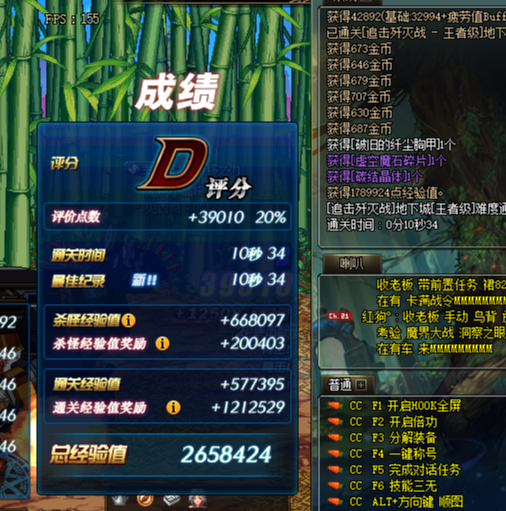 FPS : 155
成绩
评分
D 评分
评价点数 +39010 20%
通关时间 10秒 34
最佳纪录 新!! 10秒 34
杀怪经验值 +668097
杀怪经验值奖励 +200403
通关经验值 +577395
通关经验值奖励 +1212529
总经验值 2658424
92
46
46
46
获得42892(基础32994+疲劳值Buff
已通关[追击歼灭战 - 王者级]地下
获得673金币
获得646金币
获得679金币
获得707金币
获得630金币
获得687金币
获得[破旧的纤尘胸甲]1个
获得[虚空魔石碎片]1个
获得[碳结晶体]1个
获得1789924点经验值。
[追击歼灭战]地下城[王者级]难度通
通关时间：0分10秒34
喇叭
收老板 带前置任务 裙82
在有 卡满战令MMMMMMMM
Ch.21 红狗°：收老板 手动 鸟背
考验 魔界大战 洞察之眼
在有车 来MMMMMMMMMM
普通 +
CC F1 开启HOOK全屏
CC F2 开启倍功
CC F3 分解装备
CC F4 一键称号
CC F5 完成对话任务
CC F6 技能三无
CC ALT+方向键 顺图